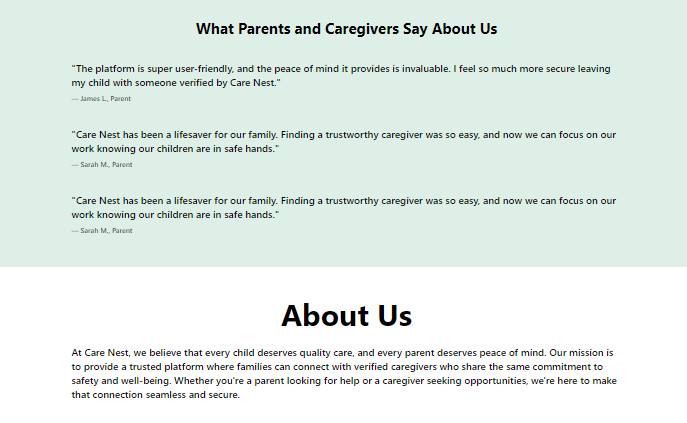 What Parents and Caregivers Say About Us
"The platform is super user-friendly, and the peace of mind it provides is invaluable. I feel so much more secure leaving
my child with someone verified by Care Nest."
— James L., Parent
"Care Nest has been a lifesaver for our family. Finding a trustworthy caregiver was so easy, and now we can focus on our
work knowing our children are in safe hands."
— Sarah M., Parent
"Care Nest has been a lifesaver for our family. Finding a trustworthy caregiver was so easy, and now we can focus on our
work knowing our children are in safe hands."
— Sarah M., Parent
About Us
At Care Nest, we believe that every child deserves quality care, and every parent deserves peace of mind. Our mission is
to provide a trusted platform where families can connect with verified caregivers who share the same commitment to
safety and well-being. Whether you're a parent looking for help or a caregiver seeking opportunities, we're here to make
that connection seamless and secure.